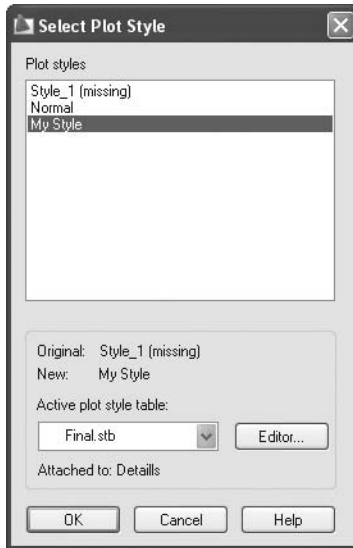 Select Plot Style
Plot styles
Style_1 (missing)
Normal
My Style
Original: Style_1 (missing)
New: My Style
Active plot style table:
Final.stb
Editor...
Attached to: Detaills
OK Cancel Help